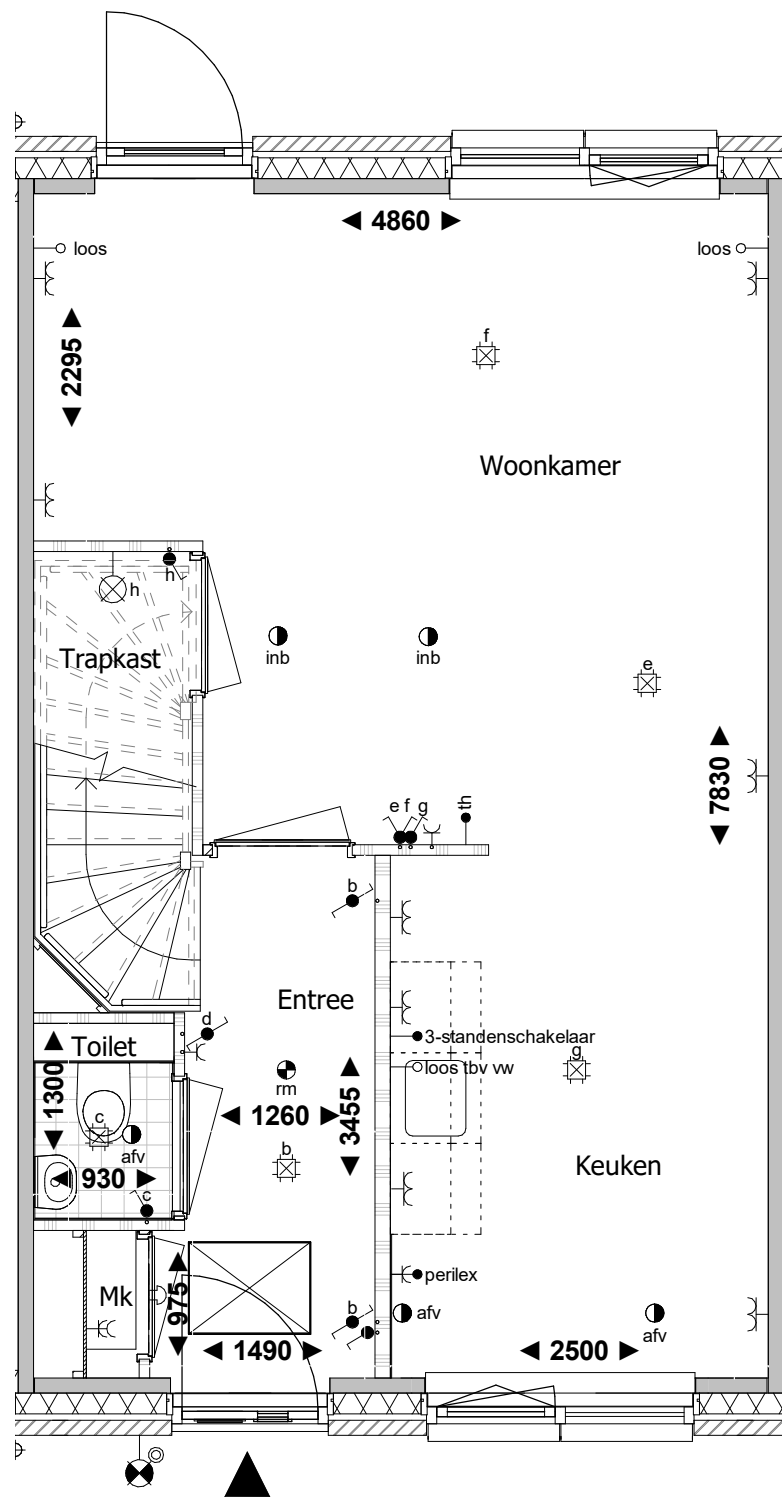 4860
loos
loos
2295
f
Woonkamer
h
h
Trapkast
inb
inb
e
7830
e f g
th
b
Entree
d
3-standenschakelaar
Toilet
loos tbv vw
g
rm
1300
1260
3455
c
afv
b
Keuken
930
c
perilex
Mk
975
b
afv
afv
1490
2500